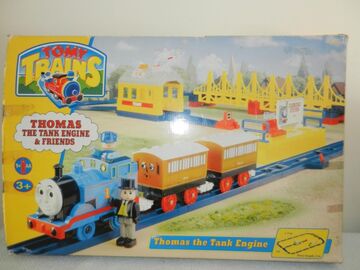 TOMY
TRAINS
THOMAS
THE TANK ENGINE
& FRIENDS
3+
Thomas the Tank Engine